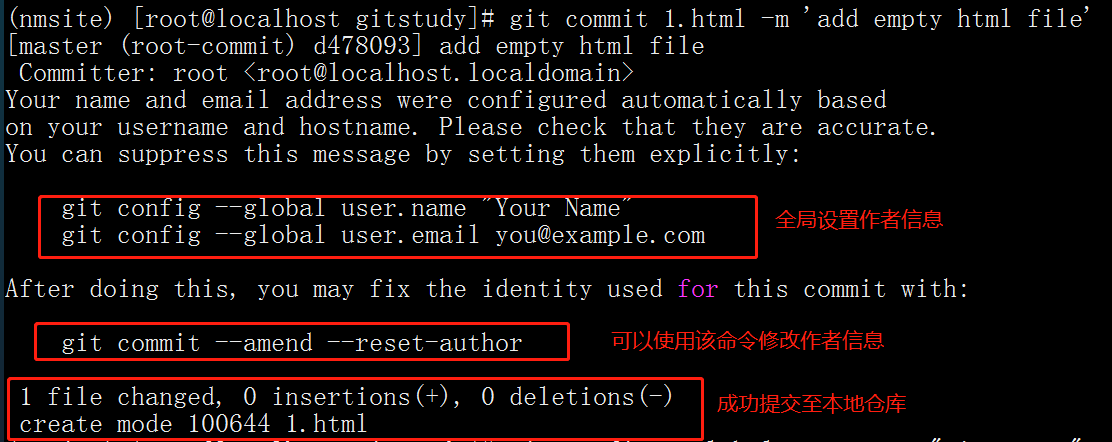 (nmsite) [root@localhost gitstudy]# git commit 1.html -m 'add empty html file'
[master (root-commit) d478093] add empty html file
Committer: root <root@localhost.localdomain>
Your name and email address were configured automatically based
on your username and hostname. Please check that they are accurate.
You can suppress this message by setting them explicitly:
git config --global user.name "Your Name"
全局设置作者信息
git config --global user.email you@example.com
After doing this, you may fix the identity used for this commit with:
git commit --amend --reset-author
可以使用该命令修改作者信息
1 file changed, 0 insertions(+), 0 deletions(-)
成功提交至本地仓库
create mode 100644 1.html